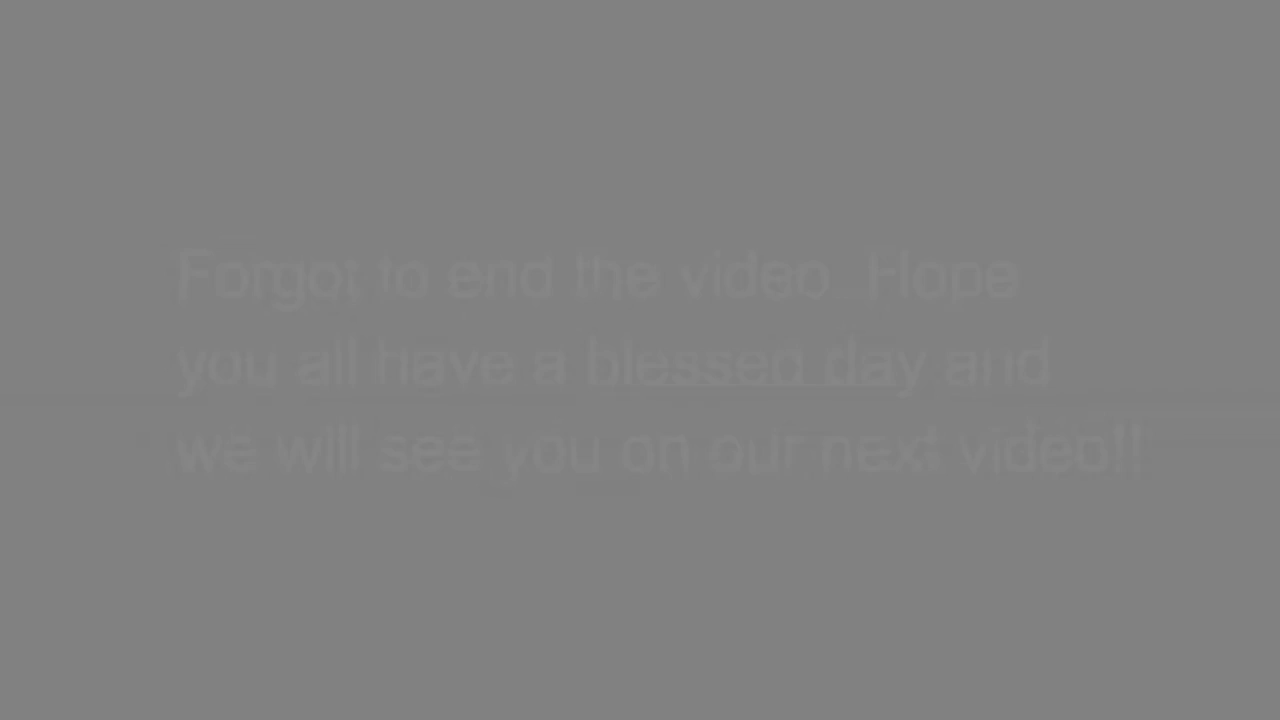 Forgot to end the video. Hope
you all have a blessed day and
we will see you on our next video!!